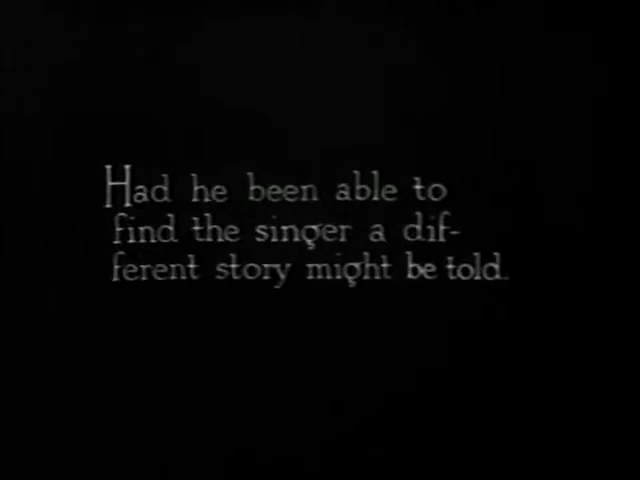 Had he been able to
find the singer a dif-
ferent story might be told.